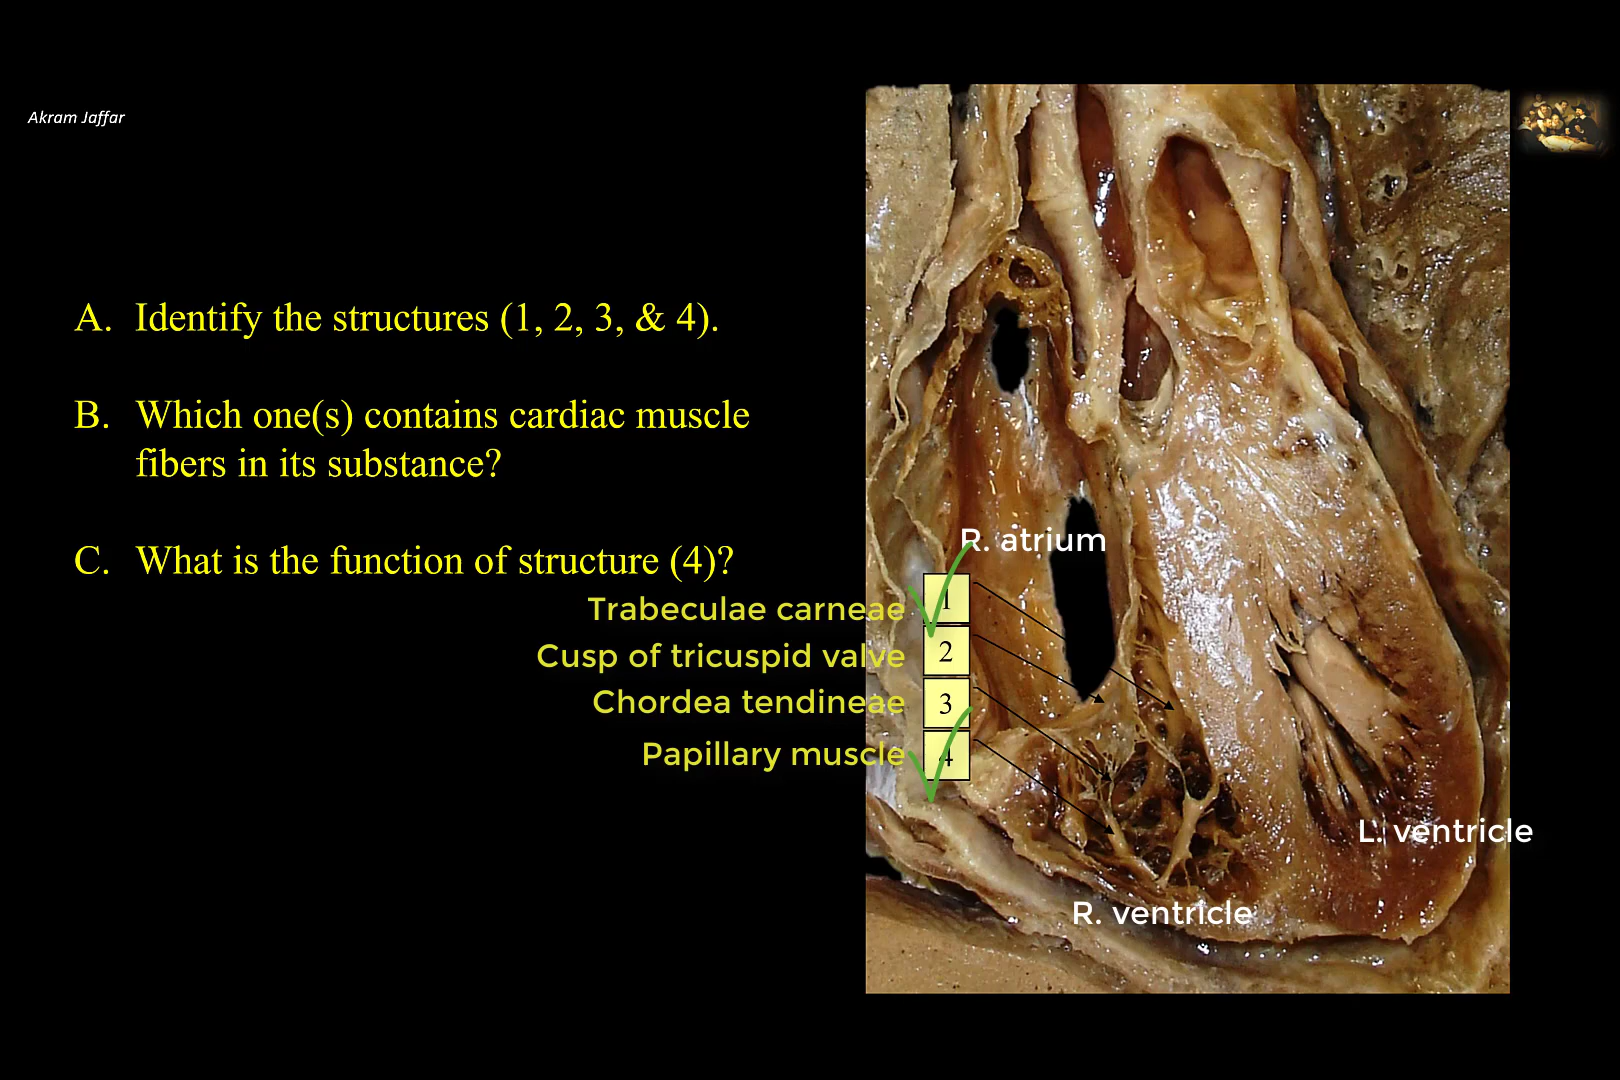 Akram Jaffar
A. Identify the structures (1, 2, 3, & 4).
B. Which one(s) contains cardiac muscle
fibers in its substance?
C. What is the function of structure (4)?
R. atrium
Trabeculae carneae 1
Cusp of tricuspid valve 2
Chordea tendineae 3
Papillary muscle 4
L. ventricle
R. ventricle